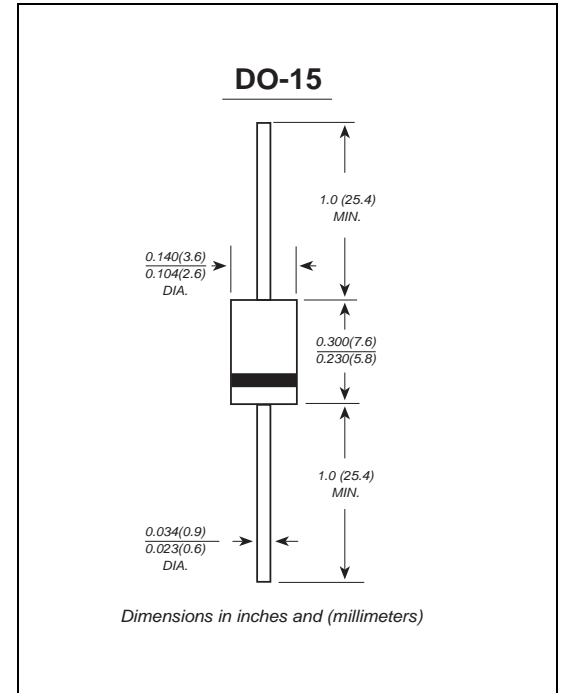 DO-15
1.0 (25.4)
MIN.
0.140(3.6)
0.104(2.6)
DIA.
0.300(7.6)
0.230(5.8)
1.0 (25.4)
MIN.
0.034(0.9)
0.023(0.6)
DIA.
Dimensions in inches and (millimeters)